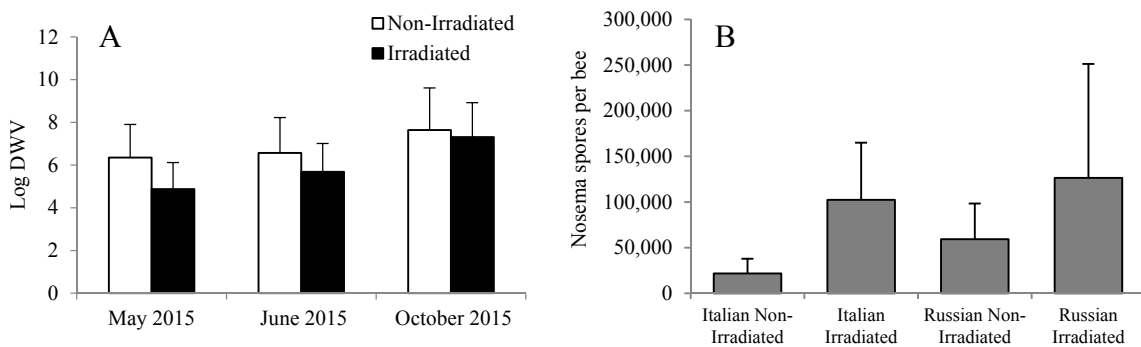 A
Non-Irradiated
Irradiated
Log DWV
12
10
8
6
4
2
0
May 2015
June 2015
October 2015
B
Nosema spores per bee
300,000
250,000
200,000
150,000
100,000
50,000
0
Italian Non-
Irradiated
Italian
Irradiated
Russian Non-
Irradiated
Russian
Irradiated